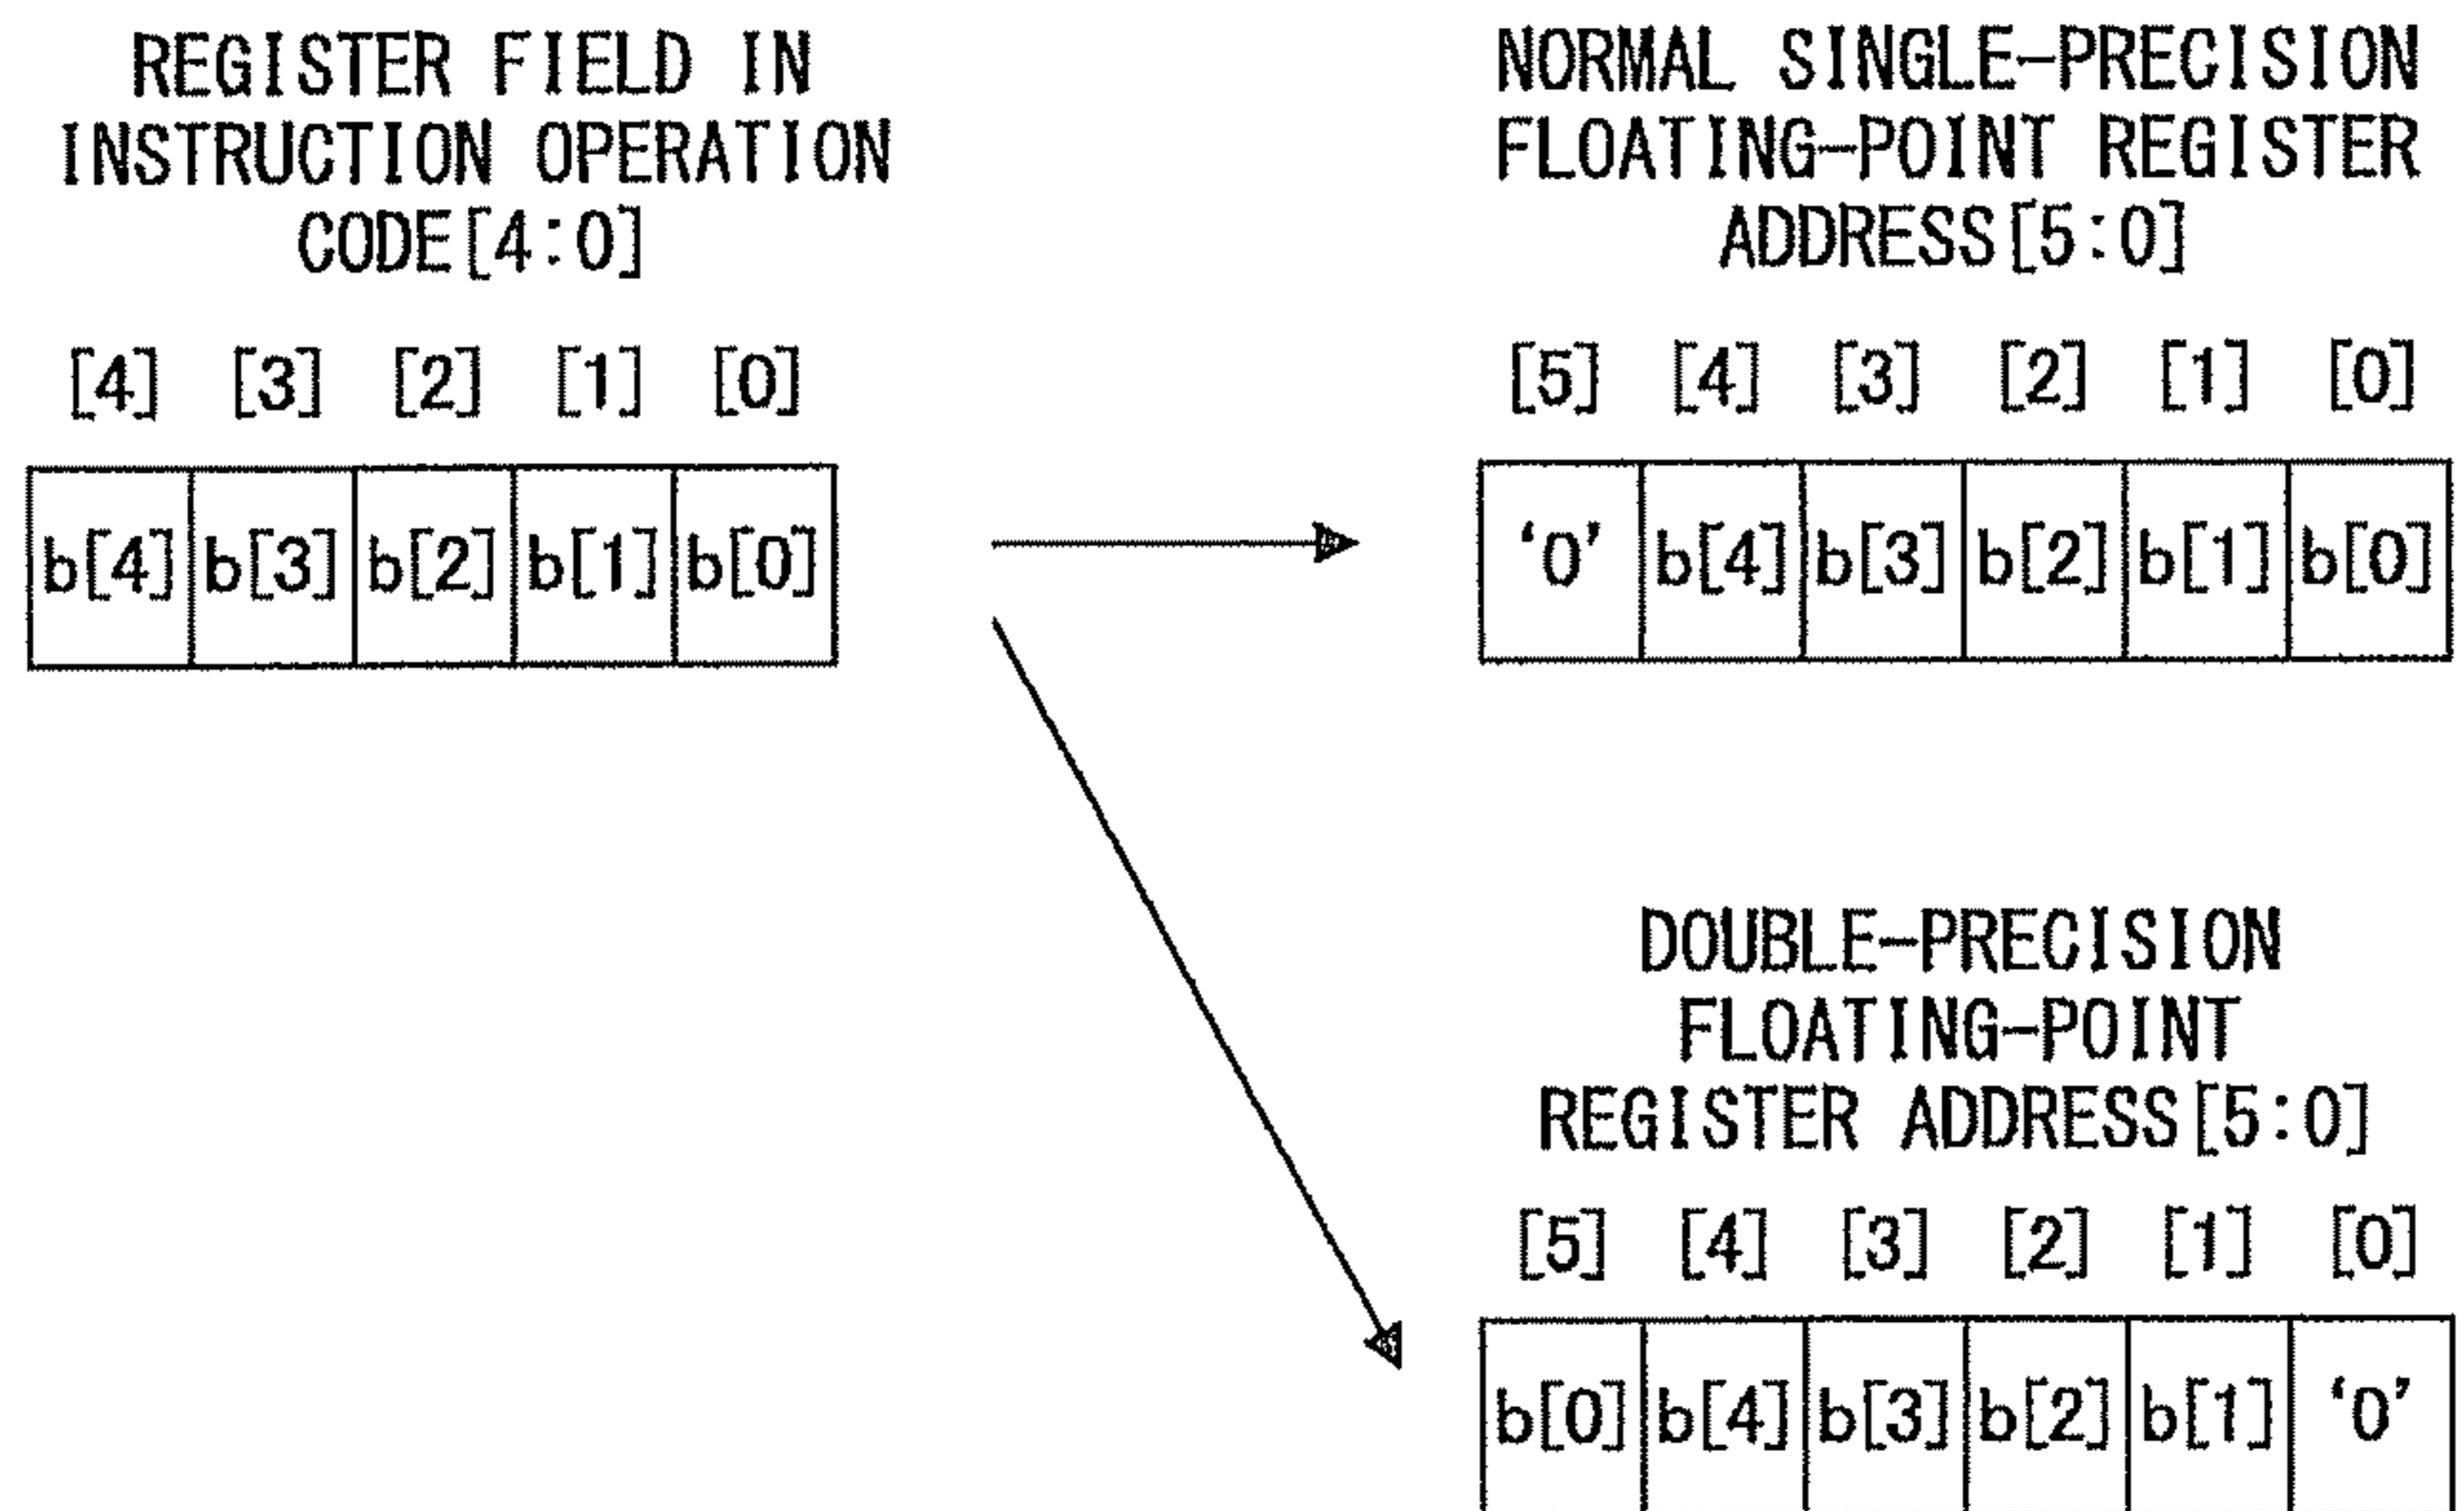 REGISTER FIELD IN
INSTRUCTION OPERATION
CODE[4:0]
[4] [3] [2] [1] [0]
b[4] b[3] b[2] b[1] b[0]
NORMAL SINGLE-PRECISION
FLOATING-POINT REGISTER
ADDRESS[5:0]
[5] [4] [3] [2] [1] [0]
‘0’ b[4] b[3] b[2] b[1] b[0]
DOUBLE-PRECISION
FLOATING-POINT
REGISTER ADDRESS[5:0]
[5] [4] [3] [2] [1] [0]
b[0] b[4] b[3] b[2] b[1] ‘0’